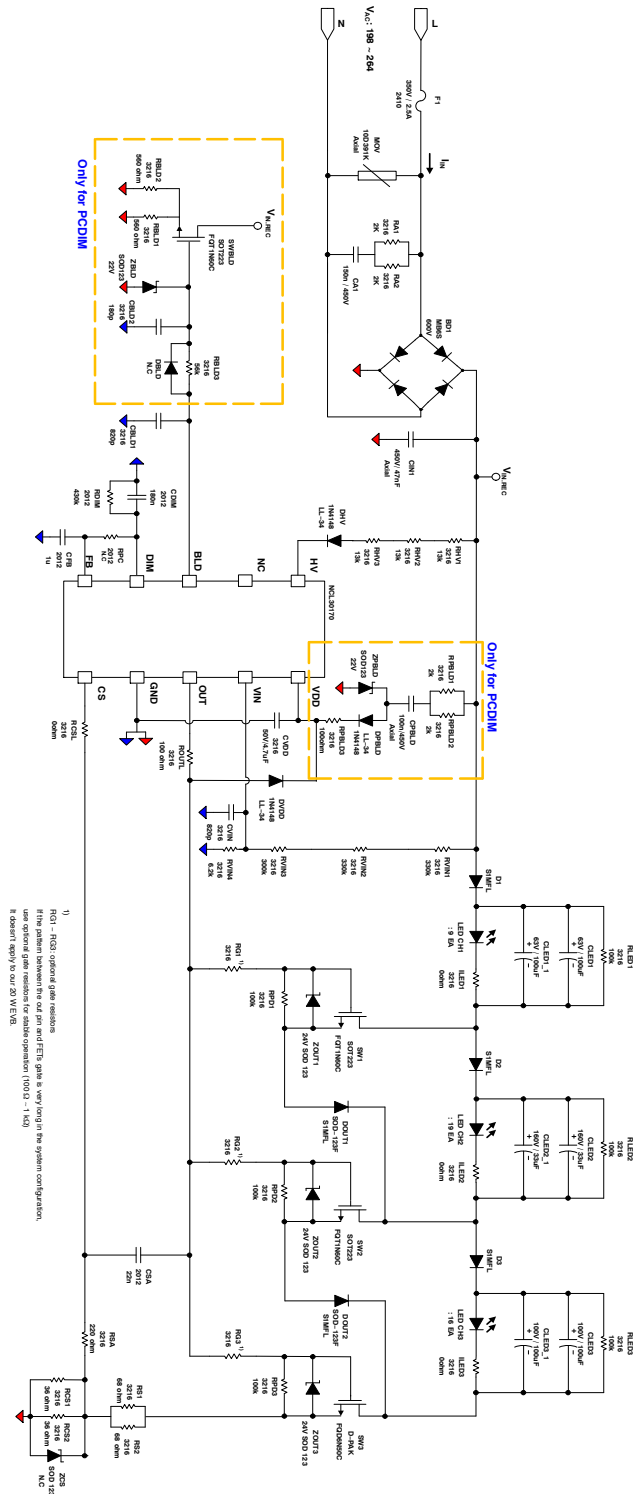 VAC: 198 ~ 264
N
L
F1
350V / 2.5A
2410
IIN
MOV
10D391K
Axial
RA1
3216
2K
RA2
3216
2K
CA1
150n / 450V
BD1
MB6S
600V
CIN1
450V/ 47nF
Axial
VIN.REC
Only for PCDIM
RBLD2
3216
560 ohm
RBLD1
3216
560 ohm
VIN.REC
SWBLD
SOT223
FQT1N60C
ZBLD
SOD123
22V
CBLD2
3216
180p
RBLD3
3216
56k
DBLD
N.C
CBLD1
3216
820p
CDIM
2012
180n
RDIM
2012
430k
RPC
2012
N.C
CFB
2012
1u
DHV
1N4148
LL-34
RHV3
3216
13k
RHV2
3216
13k
RHV1
3216
13k
FB
DIM
BLD
NC
HV
NCL30170
CS
GND
OUT
VIN
VDD
Only for PCDIM
RPBLD1
3216
2k
RPBLD2
3216
2k
CPBLD
100n/450V
Axial
ZPBLD
SOD123
22V
DPBLD
1N4148
LL-34
RPBLD3
3216
100ohm
RCSL
3216
0ohm
ROUTL
3216
100 ohm
CVDD
3216
50V/4.7uF
DVDD
1N4148
LL-34
CVIN
3216
820p
RVIN4
3216
6.2k
RVIN3
3216
300k
RVIN2
3216
330k
RVIN1
3216
330k
D1
S1MFL
LED CH1
: 9 EA
ILED1
3216
0ohm
CLED1_1
63V / 100uF
CLED1
63V / 100uF
RLED1
3216
100k
RG1 1)
3216
RPD1
3216
100k
ZOUT1
24V SOD 123
SW1
SOT223
FQT1N60C
D2
S1MFL
DOUT1
SOD-123F
S1MFL
LED CH2
: 19 EA
ILED2
3216
0ohm
CLED2_1
160V / 33uF
CLED2
160V / 33uF
RLED2
3216
100k
RG2 1)
3216
RPD2
3216
100k
ZOUT2
24V SOD 123
SW2
SOT223
FQT1N60C
D3
S1MFL
DOUT2
SOD-123F
S1MFL
LED CH3
: 16 EA
ILED3
3216
0ohm
CLED3_1
100V / 100uF
CLED3
100V / 100uF
RLED3
3216
100k
CSA
2012
22n
RG3 1)
3216
RPD3
3216
100k
ZOUT3
24V SOD 123
SW3
D-PAK
FQD6N50C
RSA
3216
220 ohm
RS1
3216
68 ohm
RS2
3216
68 ohm
RCS1
3216
36 ohm
RCS2
3216
36 ohm
ZCS
SOD 123
N.C
1)
RG1 ~ RG3: optional gate resistors
If the pattern between the out pin and FETs gate is very long in the system configuration,
use optional gate resistors for stable operation (100 Ω ~ 1 kΩ)
It doesn't apply to our 20 W EVB.